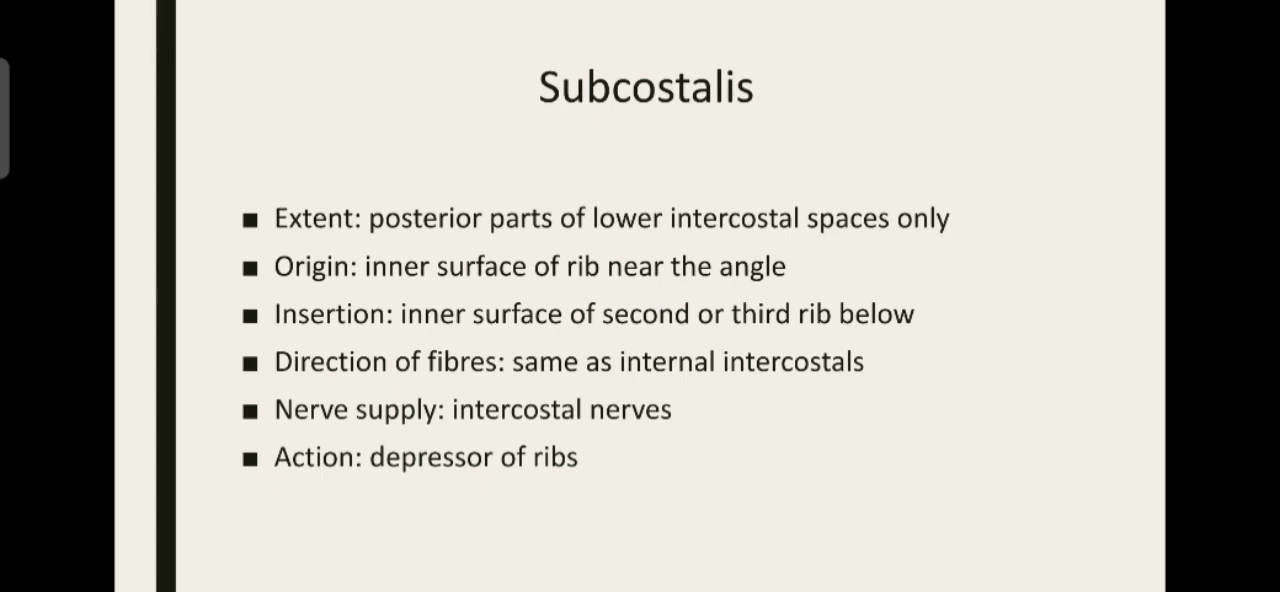 Subcostalis
■ Extent: posterior parts of lower intercostal spaces only
■ Origin: inner surface of rib near the angle
■ Insertion: inner surface of second or third rib below
■ Direction of fibres: same as internal intercostals
■ Nerve supply: intercostal nerves
■ Action: depressor of ribs